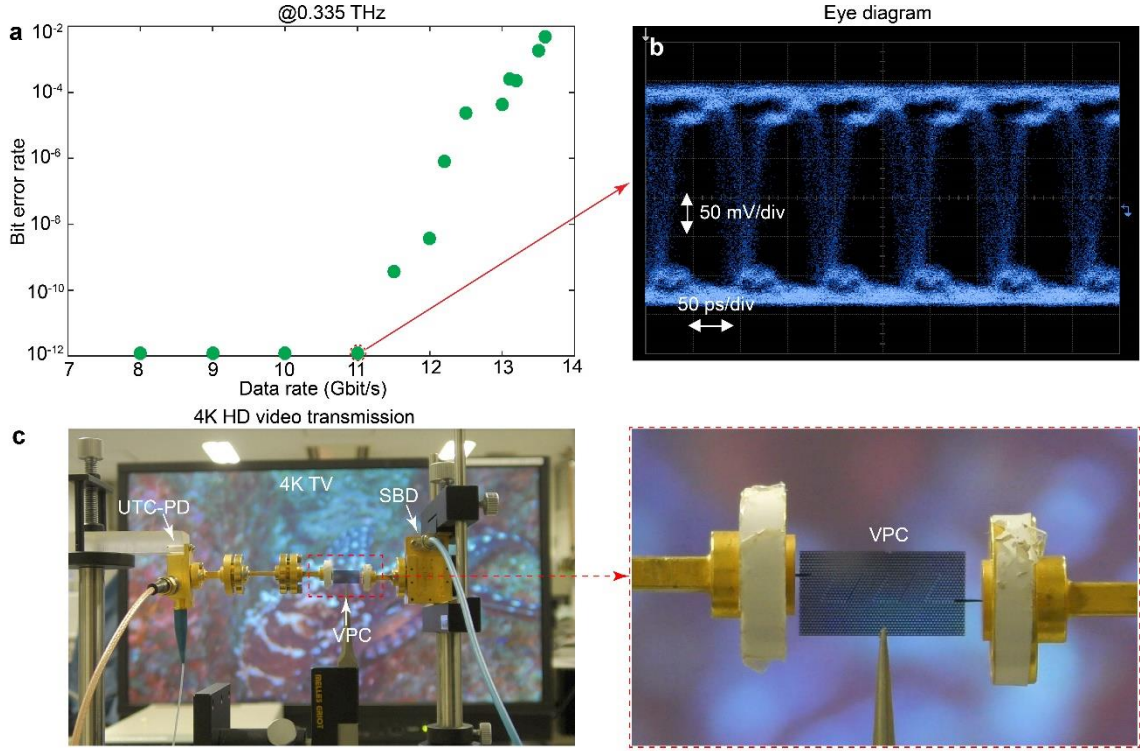 @0.335 THz
a
10^-2
10^-4
10^-6
10^-8
10^-10
10^-12
Bit error rate
7 8 9 10 11 12 13 14
Data rate (Gbit/s)
Eye diagram
b
50 mV/div
50 ps/div
4K HD video transmission
c
4K TV
UTC-PD
SBD
VPC
MELLES GRIOT
VPC